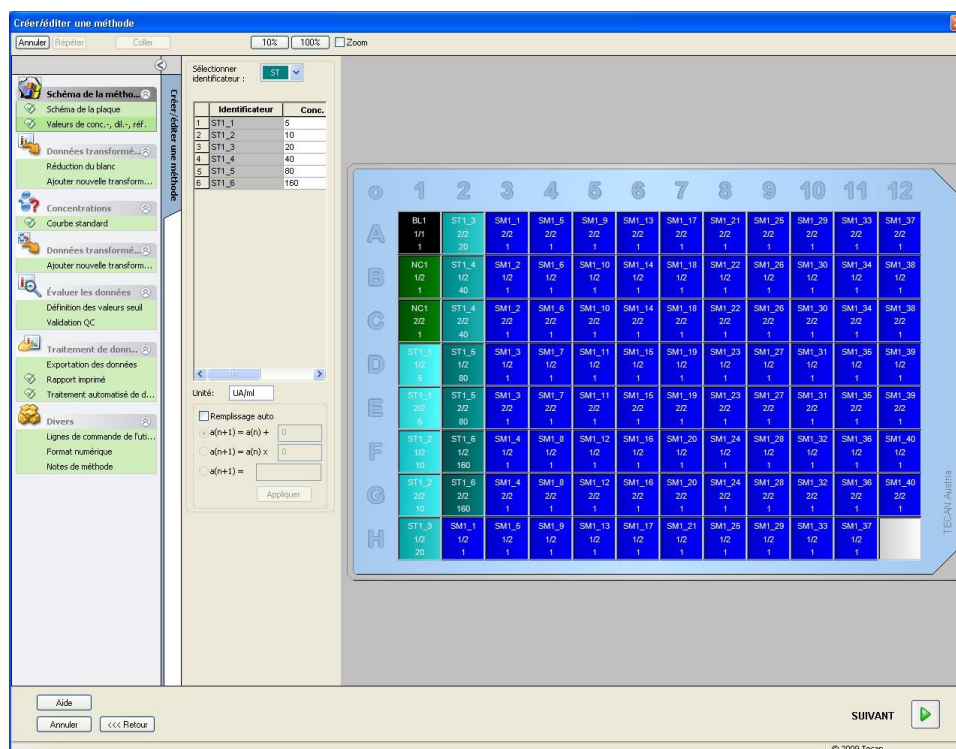 Créer/éditer une méthode
Annuler Répéter Coller 10% 100% Zoom
Schéma de la métho...
Schéma de la plaque
Valeurs de conc.-, dil.-, réf.
Données transformé...
Réduction du blanc
Ajouter nouvelle transform...
Concentrations
Courbe standard
Données transformé...
Ajouter nouvelle transform...
Évaluer les données
Définition des valeurs seuil
Validation QC
Traitement de donn...
Exportation des données
Rapport imprimé
Traitement automatisé de d...
Divers
Lignes de commande de l'uti...
Format numérique
Notes de méthode
Créer/éditer une méthode
Sélectionner
identificateur : ST
Identificateur Conc.
1 ST1_1 5
2 ST1_2 10
3 ST1_3 20
4 ST1_4 40
5 ST1_5 80
6 ST1_6 160
Unité: UA/ml
Remplissage auto
a(n+1) = a(n) + 0
a(n+1) = a(n) x 0
a(n+1) =
Appliquer
1 2 3 4 5 6 7 8 9 10 11 12
A
BL1 ST1_3 SM1_1 SM1_5 SM1_9 SM1_13 SM1_17 SM1_21 SM1_25 SM1_29 SM1_33 SM1_37
1/1 2/2 2/2 2/2 2/2 2/2 2/2 2/2 2/2 2/2 2/2 2/2
1 20 1 1 1 1 1 1 1 1 1 1
B
NC1 ST1_4 SM1_2 SM1_6 SM1_10 SM1_14 SM1_18 SM1_22 SM1_26 SM1_30 SM1_34 SM1_38
1/2 1/2 1/2 1/2 1/2 1/2 1/2 1/2 1/2 1/2 1/2 1/2
1 40 1 1 1 1 1 1 1 1 1 1
C
NC1 ST1_4 SM1_2 SM1_6 SM1_10 SM1_14 SM1_18 SM1_22 SM1_26 SM1_30 SM1_34 SM1_38
2/2 2/2 2/2 2/2 2/2 2/2 2/2 2/2 2/2 2/2 2/2 2/2
1 40 1 1 1 1 1 1 1 1 1 1
D
ST1_1 ST1_5 SM1_3 SM1_7 SM1_11 SM1_15 SM1_19 SM1_23 SM1_27 SM1_31 SM1_35 SM1_39
1/2 1/2 1/2 1/2 1/2 1/2 1/2 1/2 1/2 1/2 1/2 1/2
5 80 1 1 1 1 1 1 1 1 1 1
E
ST1_1 ST1_5 SM1_3 SM1_7 SM1_11 SM1_15 SM1_19 SM1_23 SM1_27 SM1_31 SM1_35 SM1_39
2/2 2/2 2/2 2/2 2/2 2/2 2/2 2/2 2/2 2/2 2/2 2/2
5 80 1 1 1 1 1 1 1 1 1 1
F
ST1_2 ST1_6 SM1_4 SM1_8 SM1_12 SM1_16 SM1_20 SM1_24 SM1_28 SM1_32 SM1_36 SM1_40
1/2 1/2 1/2 1/2 1/2 1/2 1/2 1/2 1/2 1/2 1/2 1/2
10 160 1 1 1 1 1 1 1 1 1 1
G
ST1_2 ST1_6 SM1_4 SM1_8 SM1_12 SM1_16 SM1_20 SM1_24 SM1_28 SM1_32 SM1_36 SM1_40
2/2 2/2 2/2 2/2 2/2 2/2 2/2 2/2 2/2 2/2 2/2 2/2
10 160 1 1 1 1 1 1 1 1 1 1
H
ST1_3 SM1_1 SM1_5 SM1_9 SM1_13 SM1_17 SM1_21 SM1_25 SM1_29 SM1_33 SM1_37
1/2 1/2 1/2 1/2 1/2 1/2 1/2 1/2 1/2 1/2 1/2
20 1 1 1 1 1 1 1 1 1 1
TECAN Austria
Aide
Annuler <<< Retour
SUIVANT
© 2009 Tecan